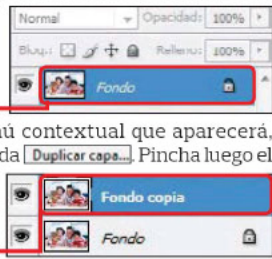 Normal Opacidad: 100%
Bloq.: Relleno: 100%
Fondo
ú contextual que aparecerá,
da Duplicar capa... Pincha luego el
Fondo copia
Fondo